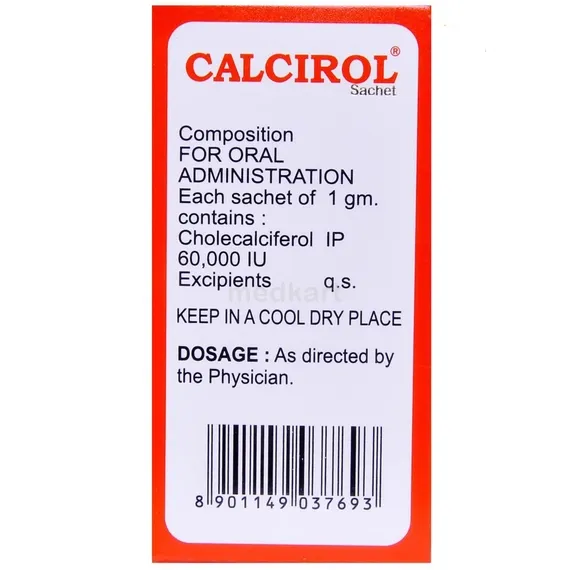 CALCIROL®
Sachet
Composition
FOR ORAL
ADMINISTRATION
Each sachet of 1 gm.
contains :
Cholecalciferol IP
60,000 IU
Excipients q.s.
medkart
KEEP IN A COOL DRY PLACE
DOSAGE : As directed by
the Physician.
8 901149 037693